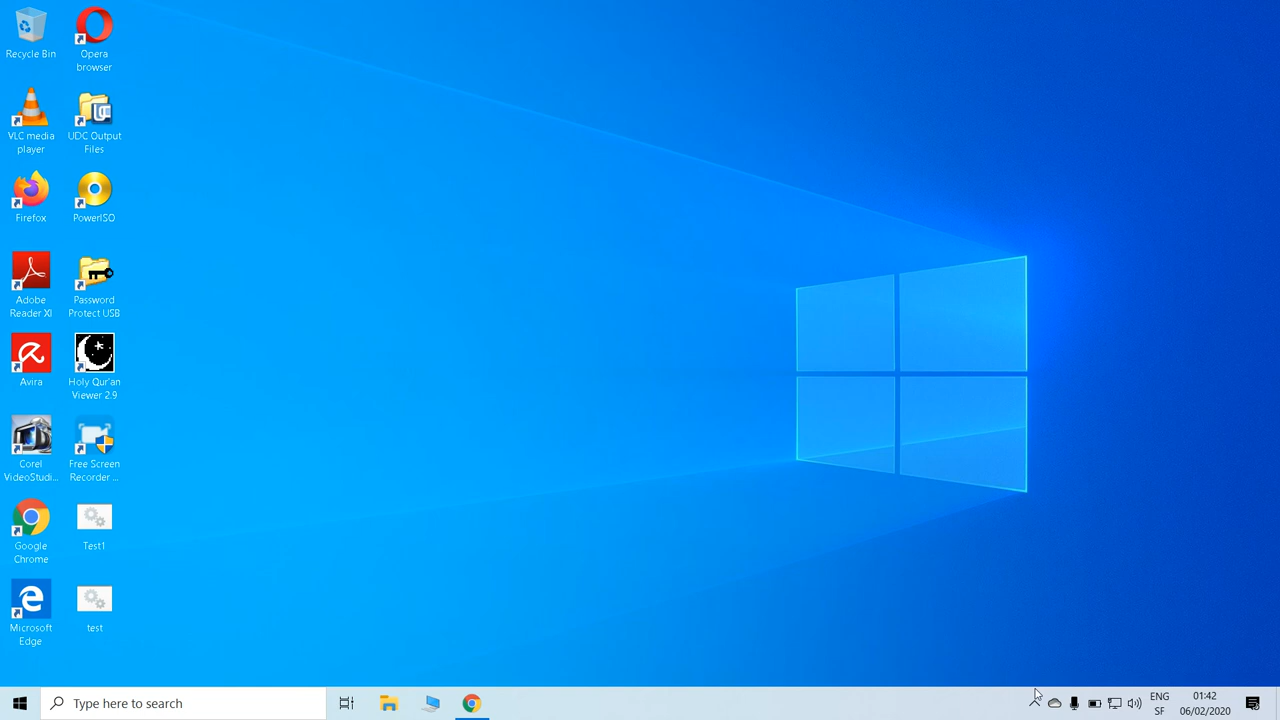 Recycle Bin
Opera
browser
VLC media
player
UDC Output
Files
Firefox
PowerISO
Adobe
Reader XI
Password
Protect USB
Avira
Holy Qur'an
Viewer 2.9
Corel
VideoStudi...
Free Screen
Recorder ...
Google
Chrome
Test1
Microsoft
Edge
test
Type here to search
ENG
SF
01:42
06/02/2020